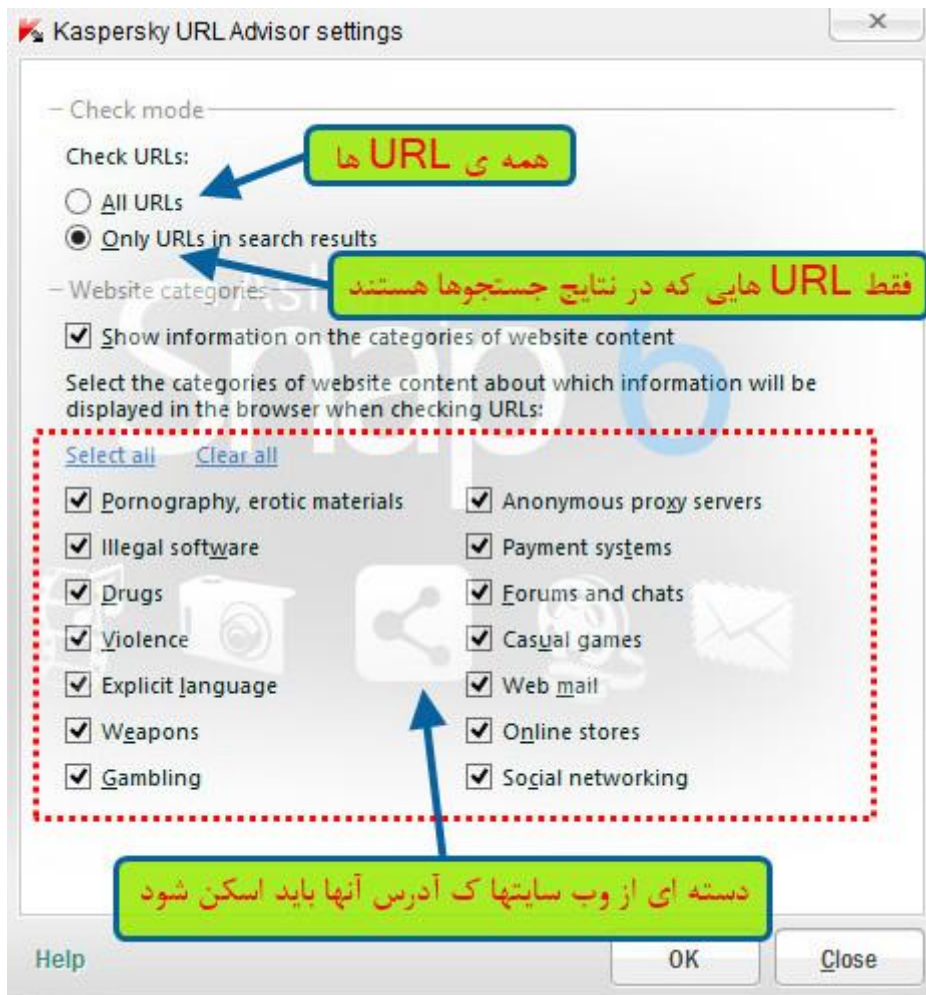 Kaspersky URL Advisor settings
Check mode
Check URLs:
همه ی URL ها
All URLs
Only URLs in search results
فقط URL هایی که در نتایج جستجوها هستند
Website categories
Show information on the categories of website content
Select the categories of website content about which information will be
displayed in the browser when checking URLs:
Snap 6
Select all Clear all
Pornography, erotic materials
Anonymous proxy servers
Illegal software
Payment systems
Drugs
Forums and chats
Violence
Casual games
Explicit language
Web mail
Weapons
Online stores
Gambling
Social networking
دسته ای از وب سایتها ک آدرس آنها باید اسکن شود
Help
OK
Close